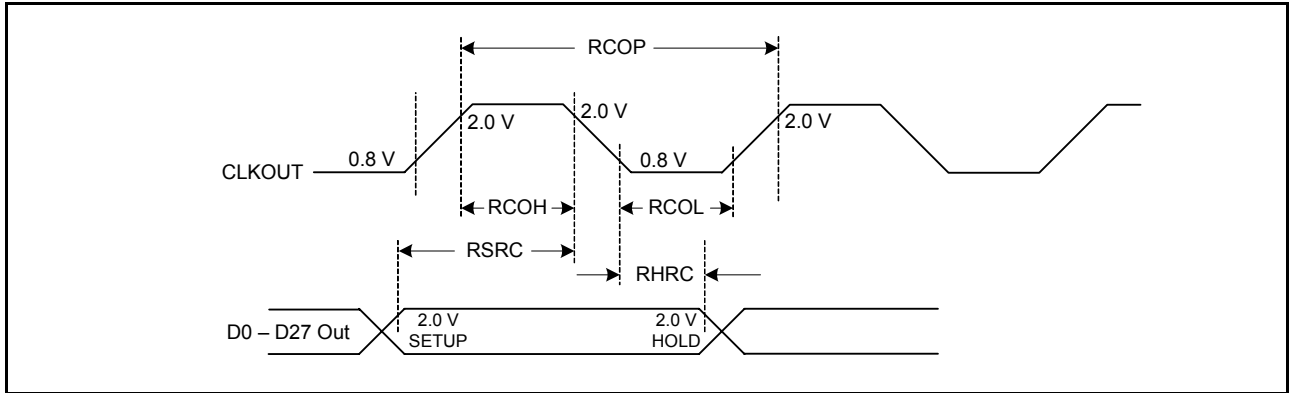 RCOP
2.0 V
2.0 V
2.0 V
0.8 V
0.8 V
CLKOUT
RCOH
RCOL
RSRC
RHRC
D0 – D27 Out
2.0 V
2.0 V
SETUP
HOLD